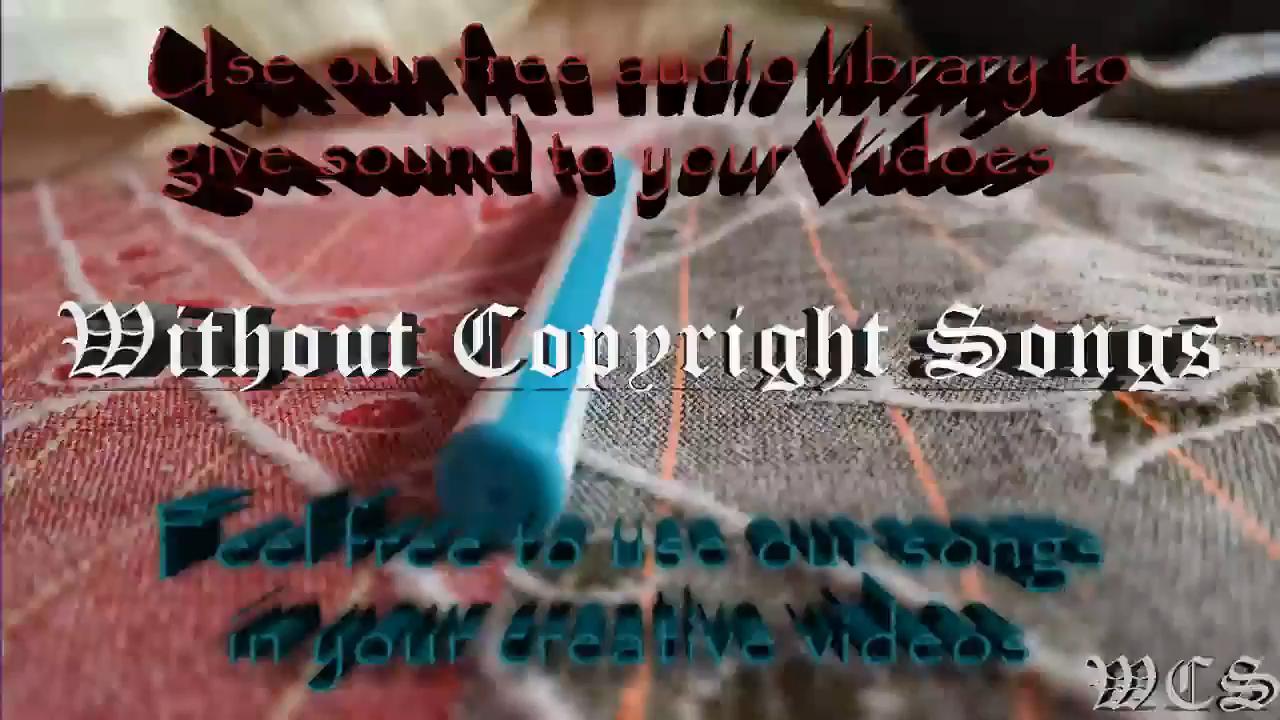 Use our free audio library to
give sound to your Vidoes
Without Copyright Songs
Feel free to use our songs
in your creative videos
WCS